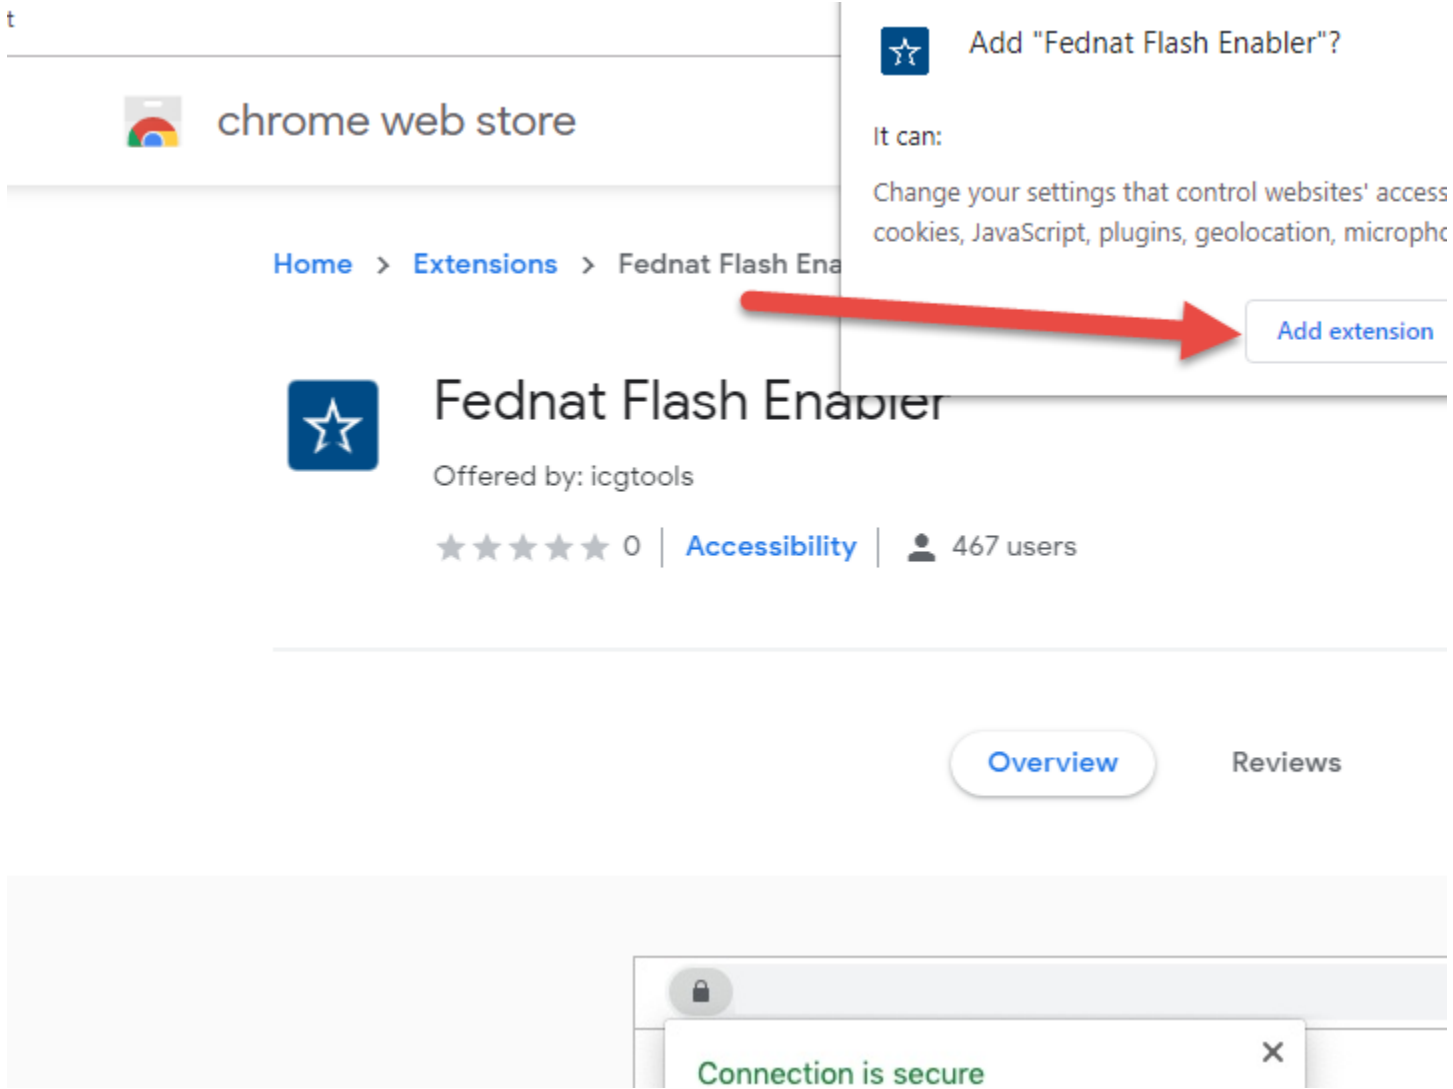 t
chrome web store
Add "Fednat Flash Enabler"?
It can:
Change your settings that control websites' access
cookies, JavaScript, plugins, geolocation, micropho
Add extension
Home > Extensions > Fednat Flash Ena
Fednat Flash Enabler
Offered by: icgtools
0 | Accessibility | 467 users
Overview Reviews
Connection is secure